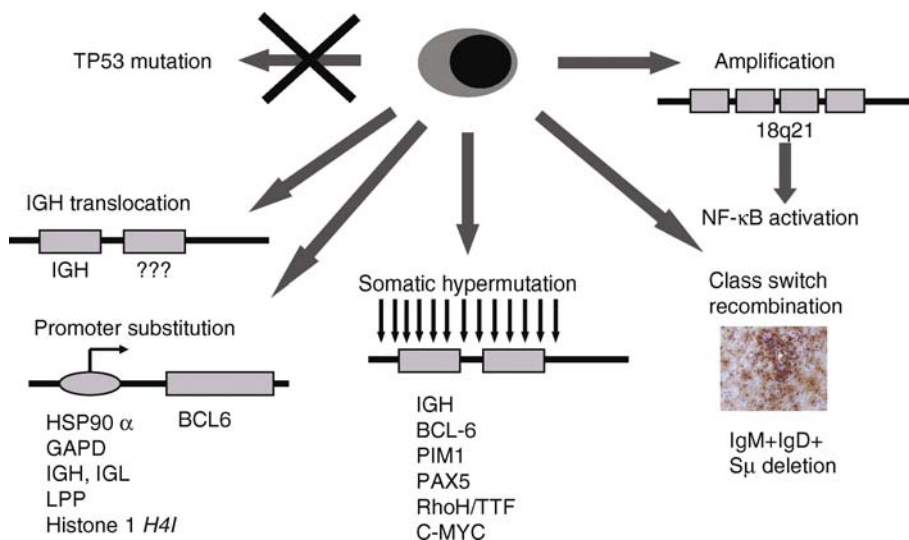 TP53 mutation
Amplification
18q21
NF-κB activation
IGH translocation
IGH
???
Promoter substitution
BCL6
HSP90 α
GAPD
IGH, IGL
LPP
Histone 1 H4I
Somatic hypermutation
IGH
BCL-6
PIM1
PAX5
RhoH/TTF
C-MYC
Class switch
recombination
IgM+IgD+
Sμ deletion